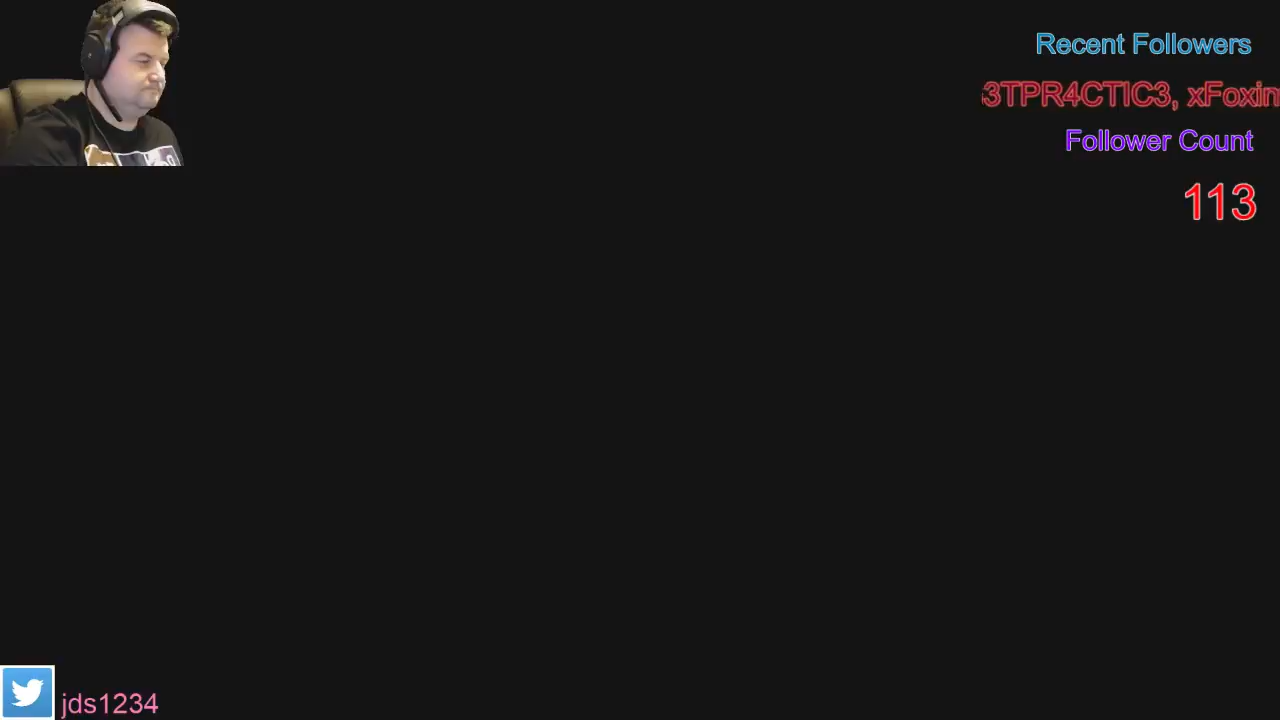 Recent Followers
3TPR4CTIC3, xFoxin
Follower Count
113
jds1234